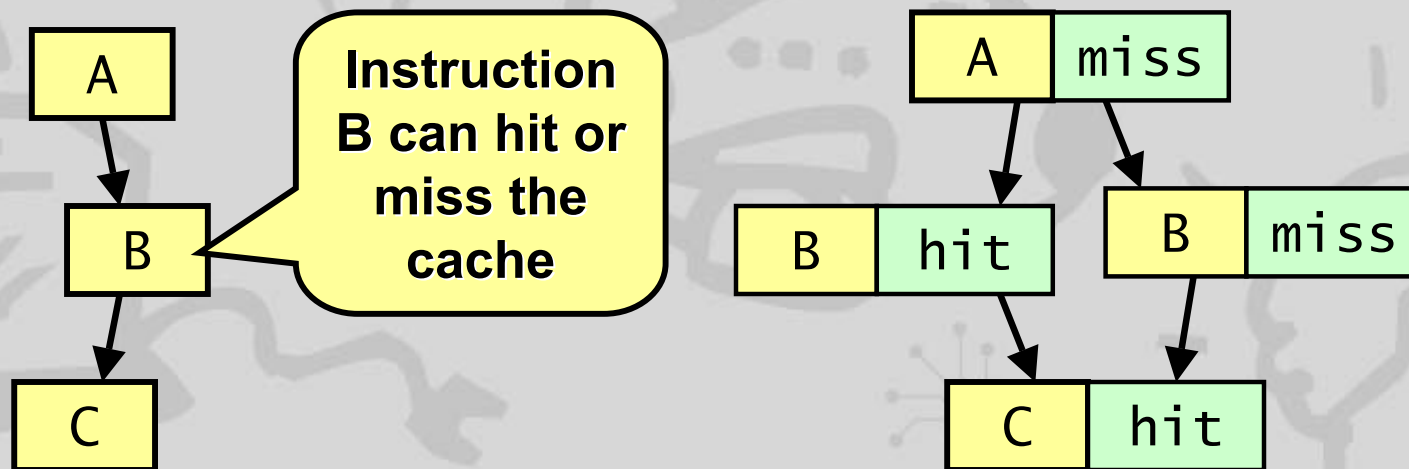 A
B
C
Instruction
B can hit or
miss the
cache
A miss
B hit
B miss
C hit